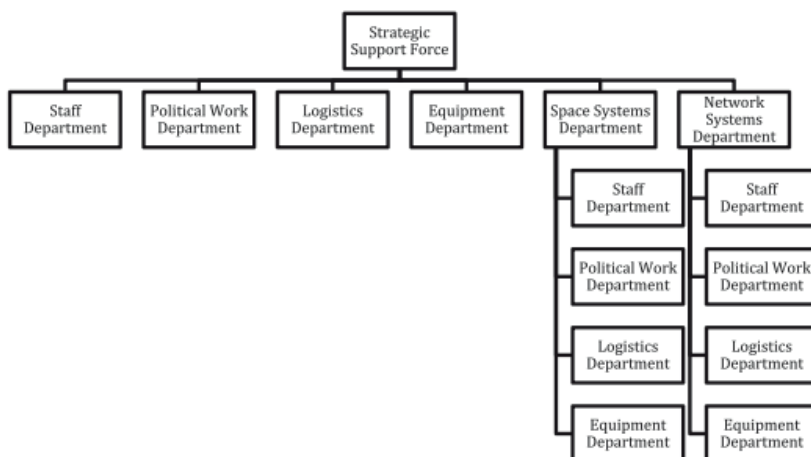 Strategic
Support Force
Staff
Department
Political Work
Department
Logistics
Department
Equipment
Department
Space Systems
Department
Network
Systems
Department
Staff
Department
Political Work
Department
Logistics
Department
Equipment
Department
Staff
Department
Political Work
Department
Logistics
Department
Equipment
Department